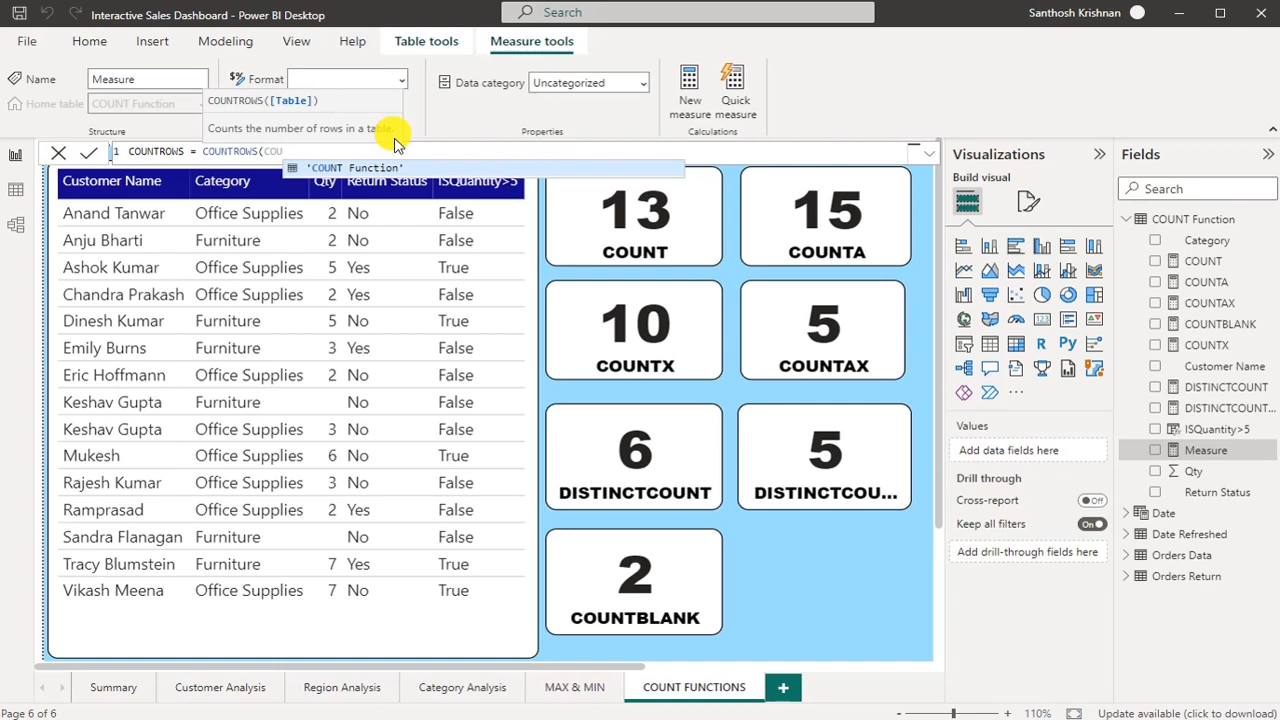 Interactive Sales Dashboard - Power BI Desktop
Search
Santhosh Krishnan
File Home Insert Modeling View Help Table tools Measure tools
Name Measure
Format
Data category Uncategorized
New measure
Quick measure
Home table COUNT Function
COUNTROWS([Table])
Counts the number of rows in a table.
Structure
Properties
Calculations
1 COUNTROWS = COUNTROWS(COU
'COUNT Function'
Customer Name Category Qty Return Status ISQuantity>5
Anand Tanwar Office Supplies 2 No False
Anju Bharti Furniture 2 No False
Ashok Kumar Office Supplies 5 Yes True
Chandra Prakash Office Supplies 2 Yes False
Dinesh Kumar Furniture 5 No True
Emily Burns Furniture 3 Yes False
Eric Hoffmann Office Supplies 2 No False
Keshav Gupta Furniture No False
Keshav Gupta Office Supplies 3 No False
Mukesh Office Supplies 6 No True
Rajesh Kumar Furniture 3 No False
Ramprasad Furniture 2 Yes False
Sandra Flanagan Furniture No False
Tracy Blumstein Furniture 7 Yes True
Vikash Meena Office Supplies 7 No True
13
COUNT
15
COUNTA
10
COUNTX
5
COUNTAX
6
DISTINCTCOUNT
5
DISTINCTCOU...
2
COUNTBLANK
Visualizations
Build visual
R Py
Values
Add data fields here
Drill through
Cross-report Off
Keep all filters On
Add drill-through fields here
Fields
Search
COUNT Function
Category
COUNT
COUNTA
COUNTAX
COUNTBLANK
COUNTX
Customer Name
DISTINCTCOUNT
DISTINCTCOUNT...
ISQuantity>5
Measure
Qty
Return Status
Date
Date Refreshed
Orders Data
Orders Return
Summary Customer Analysis Region Analysis Category Analysis MAX & MIN COUNT FUNCTIONS
Page 6 of 6
110%
Update available (click to download)